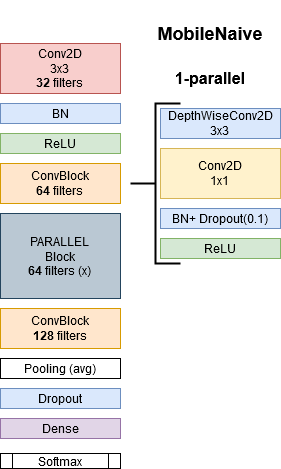 MobileNaive
1-parallel
Conv2D
3x3
32 filters
BN
ReLU
ConvBlock
64 filters
PARALLEL
Block
64 filters (x)
ConvBlock
128 filters
Pooling (avg)
Dropout
Dense
Softmax
DepthWiseConv2D
3x3
Conv2D
1x1
BN+ Dropout(0.1)
ReLU